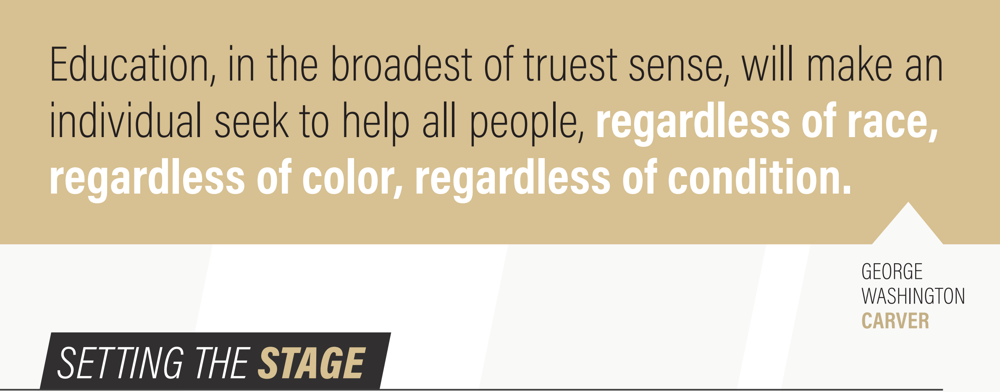 Education, in the broadest of truest sense, will make an
individual seek to help all people, regardless of race,
regardless of color, regardless of condition.
GEORGE
WASHINGTON
CARVER
SETTING THE STAGE